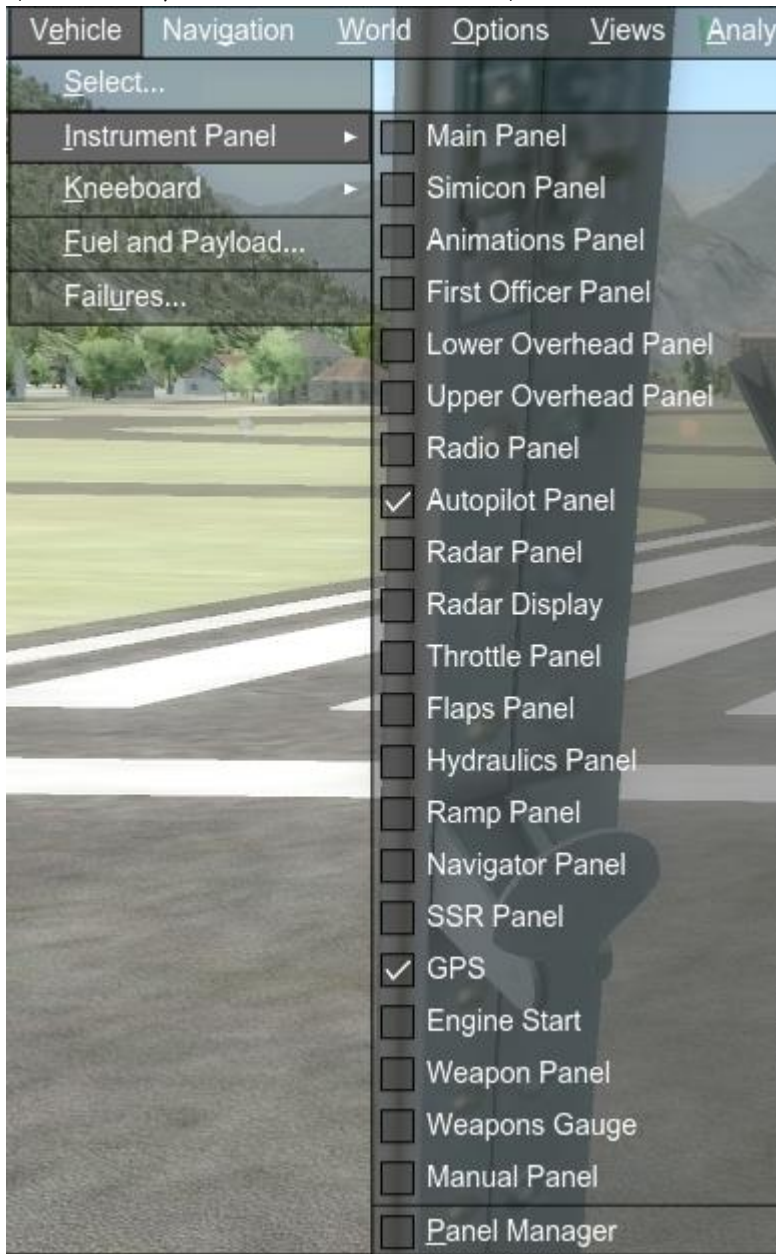 Vehicle Navigation World Options Views Analy
Select...
Instrument Panel
Kneeboard
Fuel and Payload...
Failures...
Main Panel
Simicon Panel
Animations Panel
First Officer Panel
Lower Overhead Panel
Upper Overhead Panel
Radio Panel
Autopilot Panel
Radar Panel
Radar Display
Throttle Panel
Flaps Panel
Hydraulics Panel
Ramp Panel
Navigator Panel
SSR Panel
GPS
Engine Start
Weapon Panel
Weapons Gauge
Manual Panel
Panel Manager